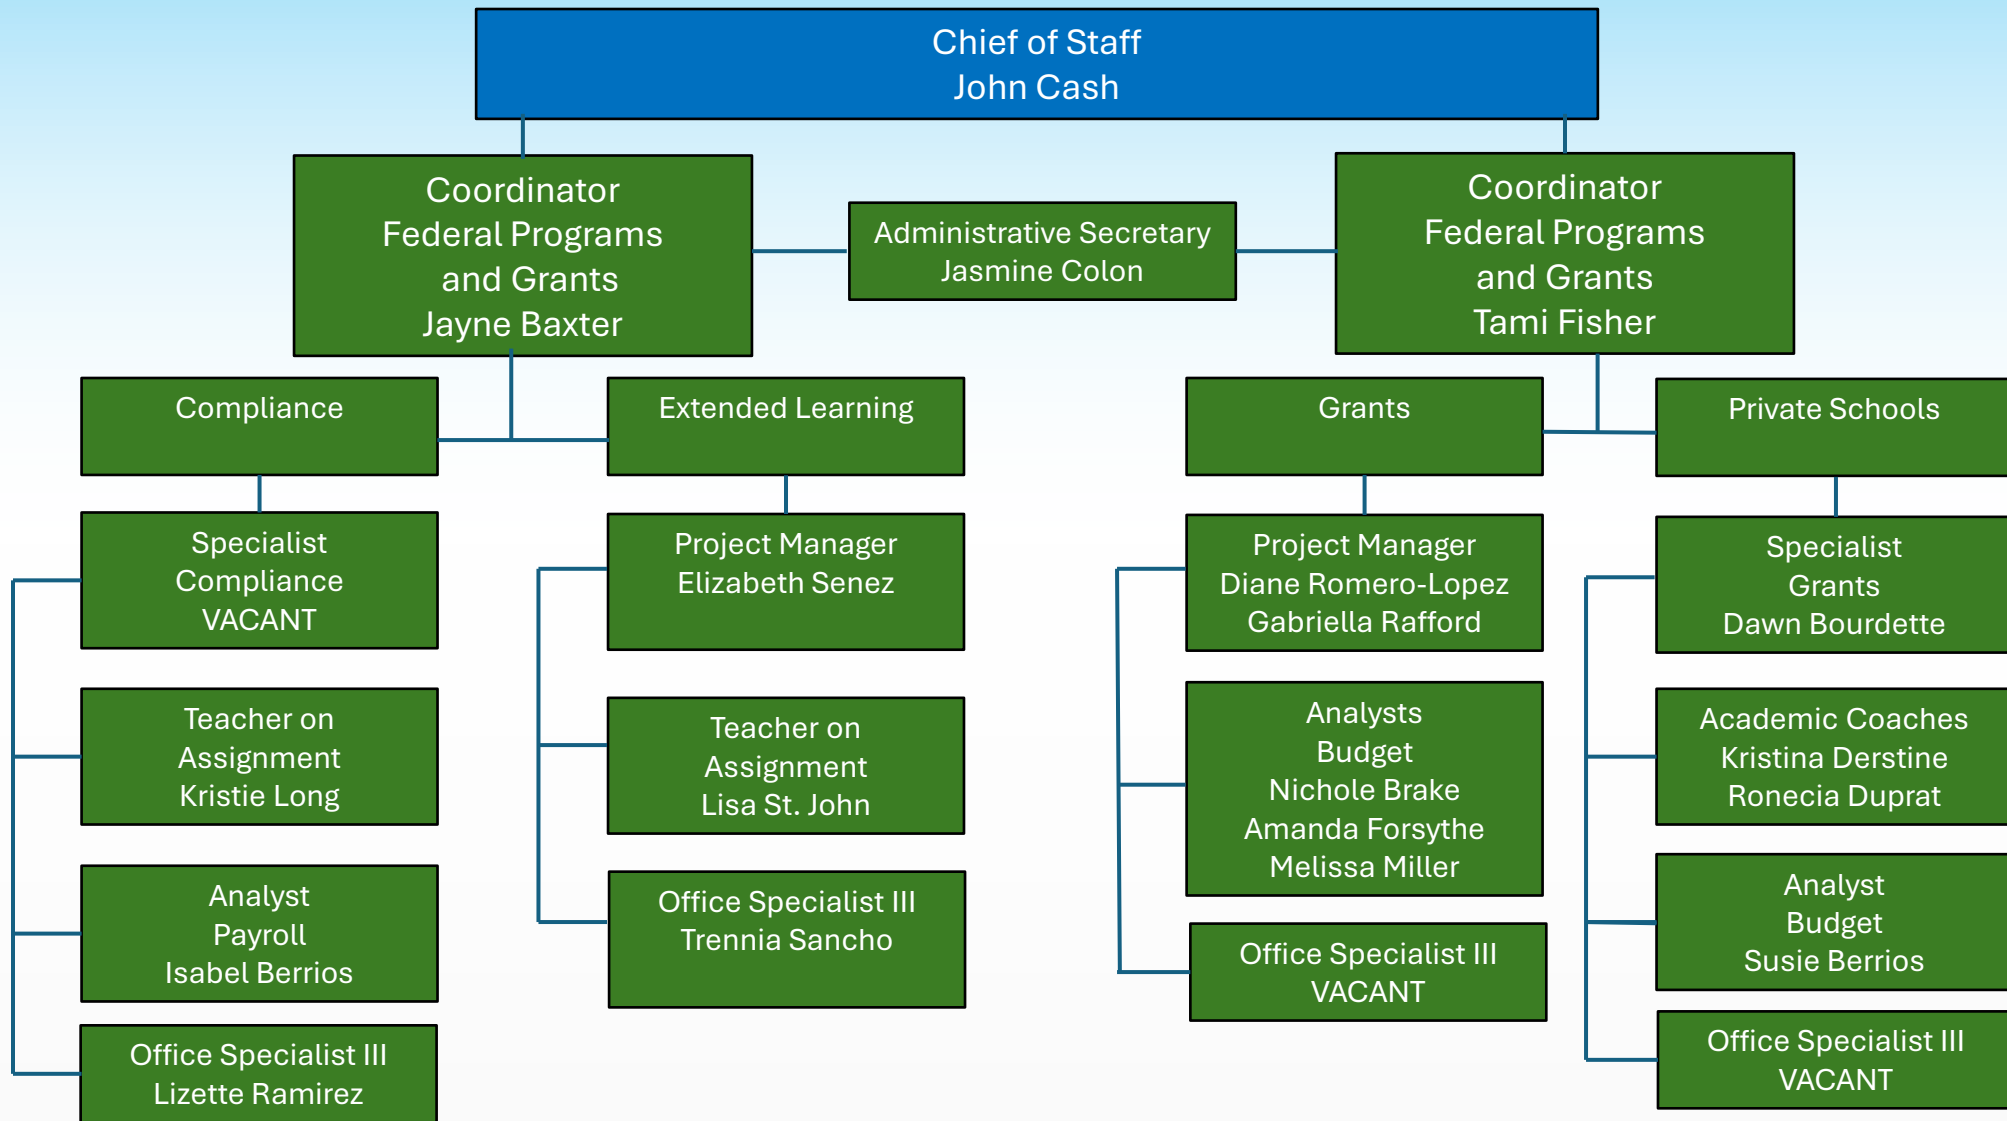 Chief of Staff
John Cash
Coordinator
Federal Programs
and Grants
Jayne Baxter
Administrative Secretary
Jasmine Colon
Coordinator
Federal Programs
and Grants
Tami Fisher
Compliance
Specialist
Compliance
VACANT
Teacher on
Assignment
Kristie Long
Analyst
Payroll
Isabel Berrios
Office Specialist III
Lizette Ramirez
Extended Learning
Project Manager
Elizabeth Senez
Teacher on
Assignment
Lisa St. John
Office Specialist III
Trennia Sancho
Grants
Project Manager
Diane Romero-Lopez
Gabriella Rafford
Analysts
Budget
Nichole Brake
Amanda Forsythe
Melissa Miller
Office Specialist III
VACANT
Private Schools
Specialist
Grants
Dawn Bourdette
Academic Coaches
Kristina Derstine
Ronecia Duprat
Analyst
Budget
Susie Berrios
Office Specialist III
VACANT